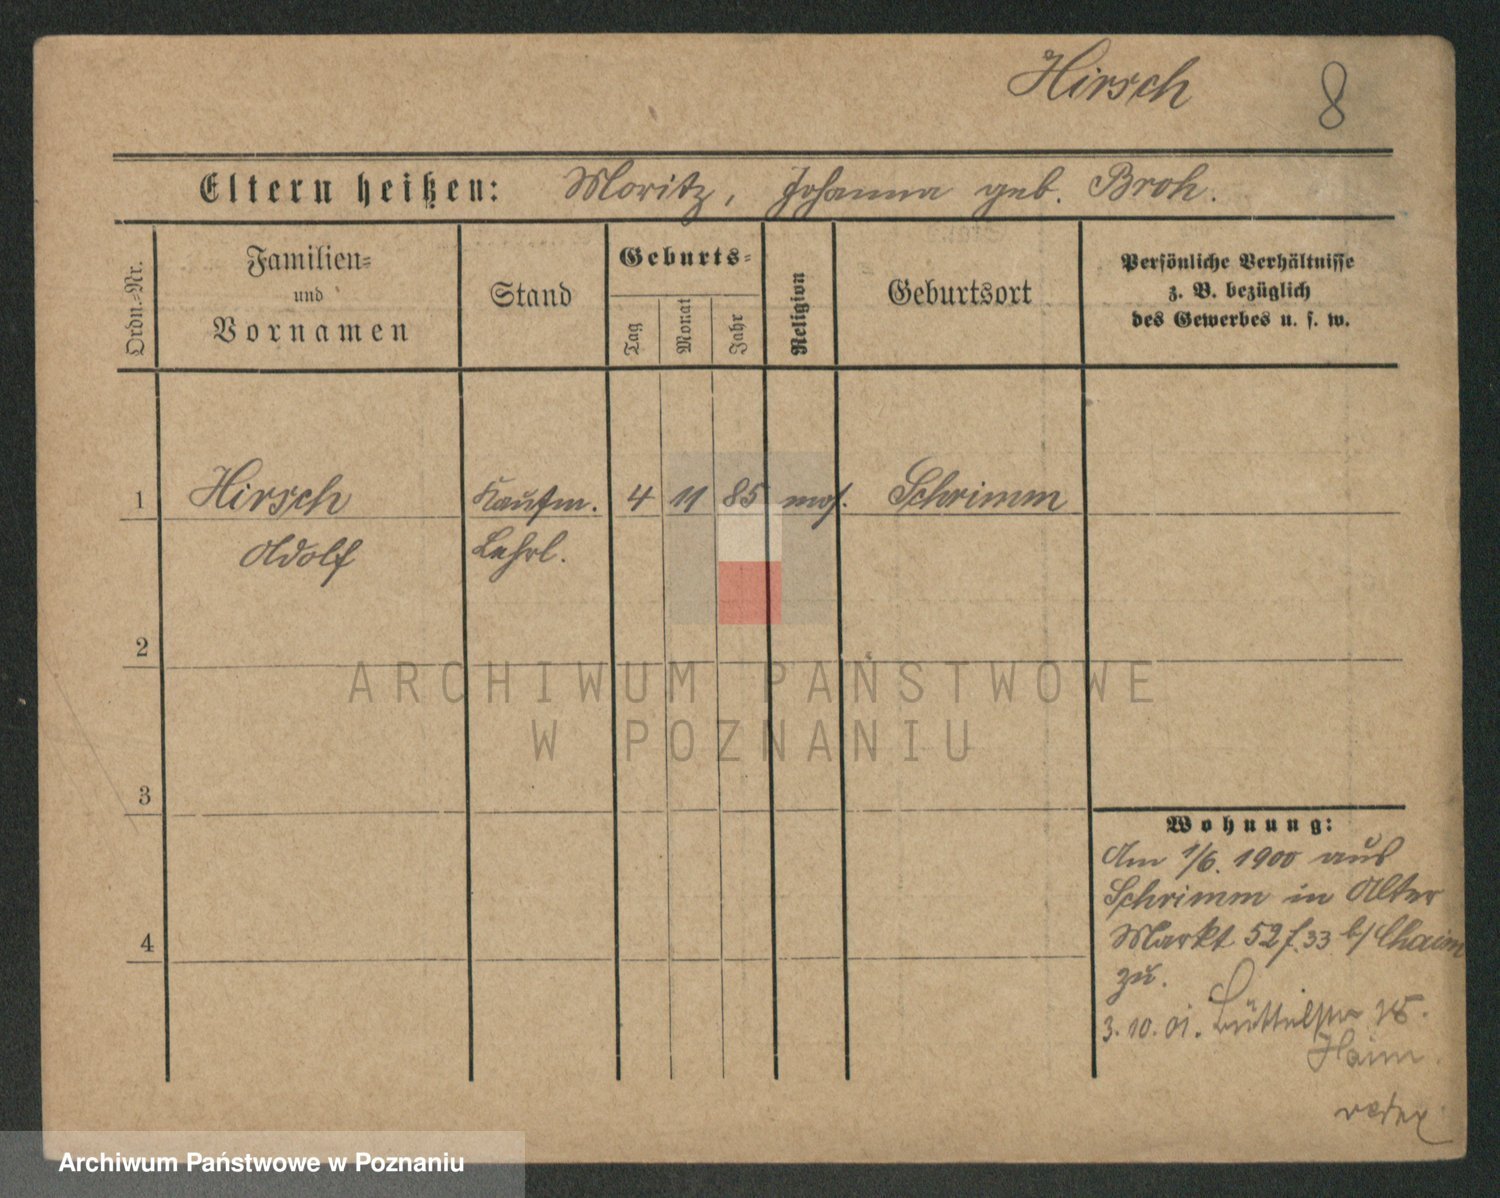 Hirsch 8
Eltern heißen: Moritz, Johanna geb. Broh.
Ordn.-Nr.
Familien- und Vornamen
Stand
Geburts-
Tag
Monat
Jahr
Religion
Geburtsort
Persönliche Verhältnisse
z. B. bezüglich
des Gewerbes u. s. w.
1 Hirsch Kaufm. 4 11 85 mos. Schrimm
Adolf Lehrl.
2
3
4
Wohnung:
Am 1/6. 1900 aus
Schrimm in Alter
Markt 52 f. 33 b/ Chaim
zu.
3. 10. 01.
Haim.
ARCHIWUM PAŃSTWOWE
W POZNANIU
Archiwum Państwowe w Poznaniu